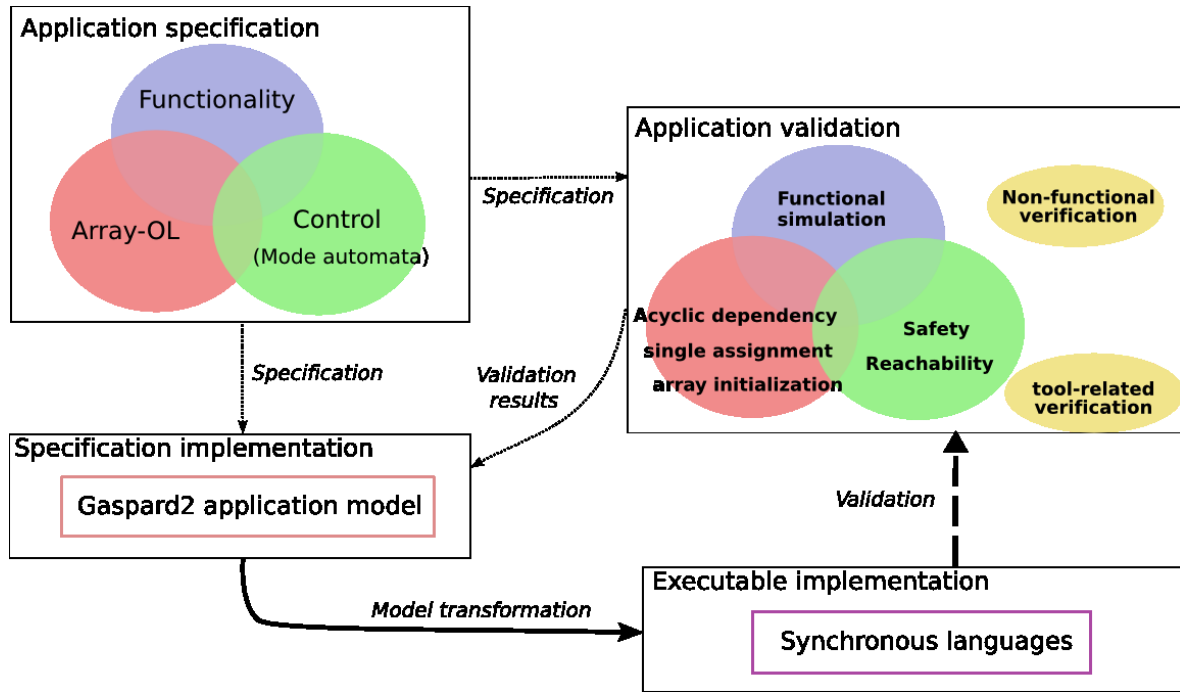 Application specification
Functionality
Array-OL
Control
(Mode automata)
Specification
Application validation
Functional
simulation
Non-functional
verification
Acyclic dependency
single assignment
array initialization
Safety
Reachability
tool-related
verification
Specification
Validation
results
Specification implementation
Gaspard2 application model
Validation
Model transformation
Executable implementation
Synchronous languages